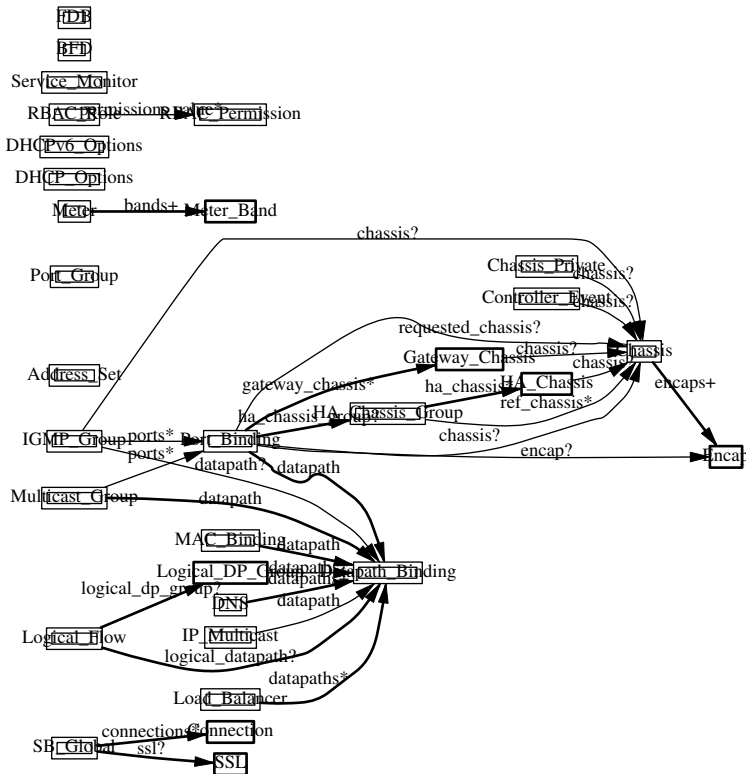 FDB
BFD
Service_Monitor
RBAC_Role permissions value* RBAC_Permission
DHCPv6_Options
DHCP_Options
Meter bands+ Meter_Band
chassis?
Chassis_Private chassis?
Port_Group
Controller_Event chassis?
requested_chassis?
Gateway_Chassis chassis? Chassis
Address_Set
gateway_chassis* ha_chassis* HA_Chassis chassis? encaps+
ha_chassis_group? HA_Chassis_Group ref_chassis*
IGMP_Group ports* Port_Binding chassis?
ports* encap? Encap
datapath? datapath
Multicast_Group datapath
MAC_Binding datapath
Logical_DP_Group datapaths Datapath_Binding
logical_dp_group? datapaths
DNS datapath
Logical_Flow IP_Multicast
logical_datapath?
datapaths*
Load_Balancer
connections* Connection
SB_Global ssl?
SSL